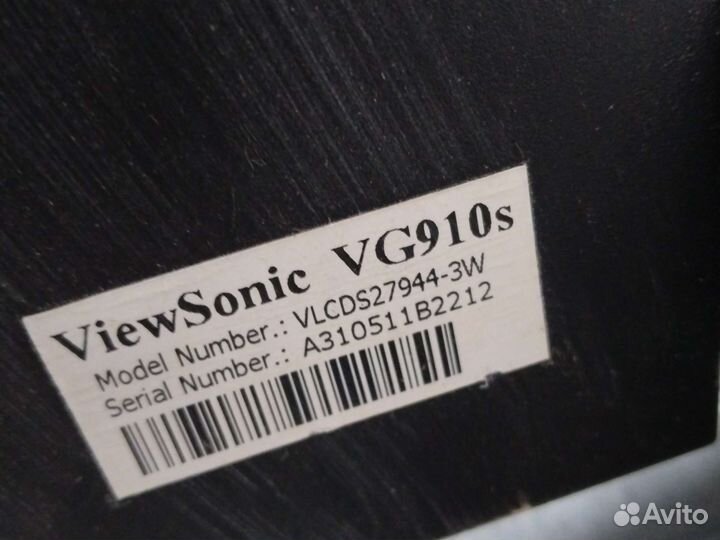 ViewSonic VG910s
Model Number.: VLCDS27944-3W
Serial Number.: A310511B2212
Avito